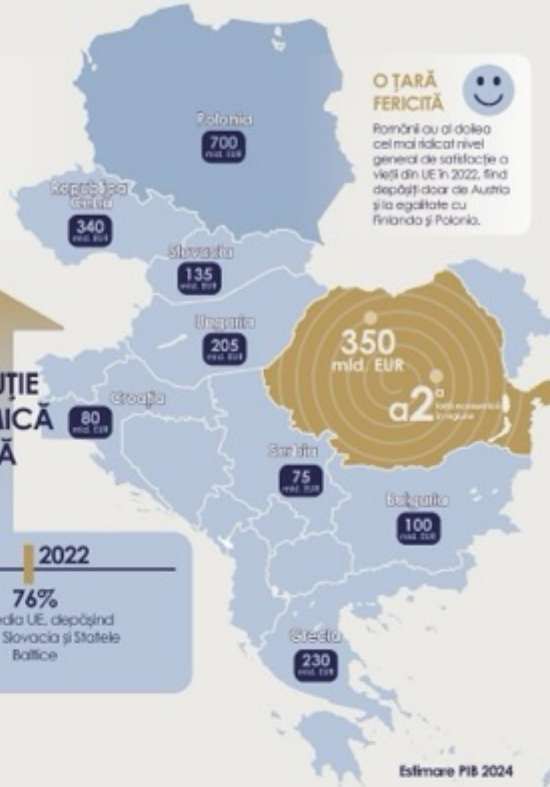 O ȚARĂ
FERICITĂ
Românii au al doilea
cel mai ridicat nivel
general de satisfacție a
vieții din UE în 2022, fiind
depășiți doar de Austria
și la egalitate cu
Finlanda și Polonia.
Polonia
700
mld. EUR
Republica
Cehă
340
mld. EUR
Slovacia
135
mld. EUR
Ungaria
205
mld. EUR
350
mld/ EUR
a2a
Croația
80
mld. EUR
UȚIE
MICĂ
Ă
Serbia
75
mld. EUR
Bulgaria
100
mld. EUR
2022
76%
edia UE, depășind
Slovacia și Statele
Baltice
Grecia
230
mld. EUR
Estimare PIB 2024